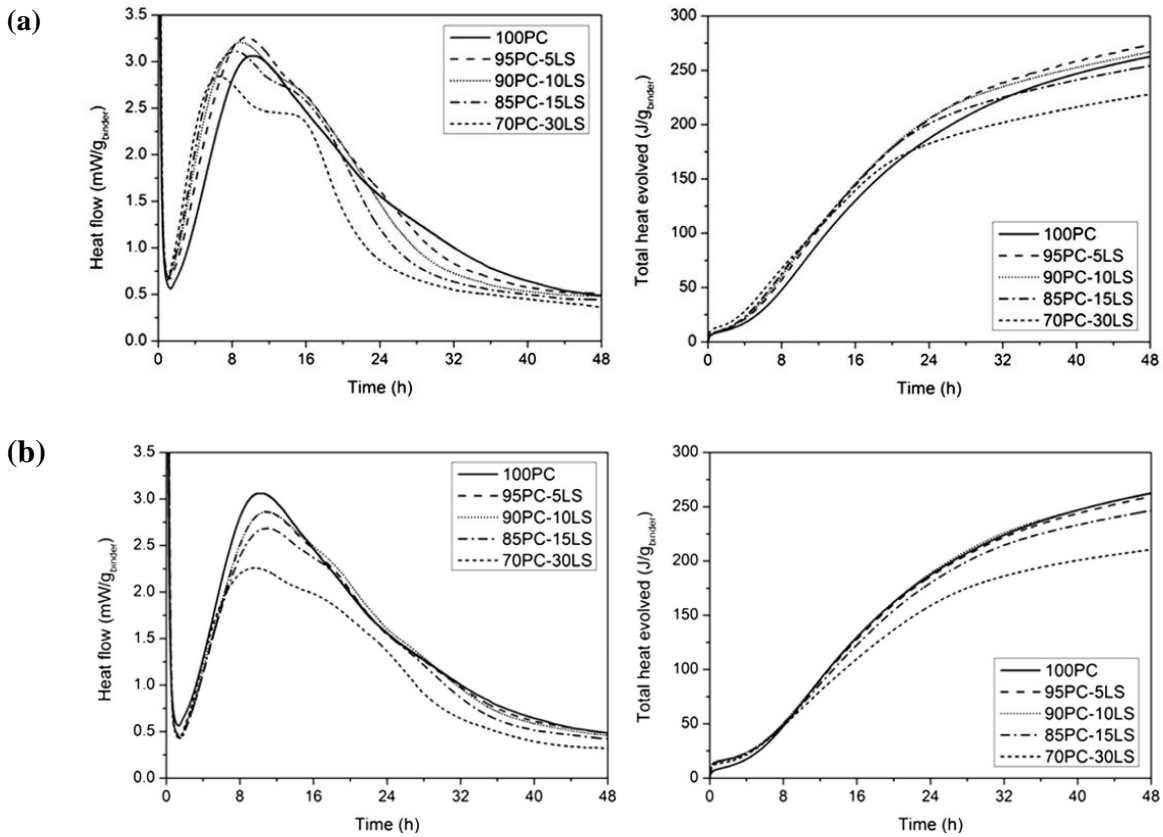 (a)
3.5
3.0
2.5
2.0
1.5
1.0
0.5
0.0
Heat flow (mW/gbinder)
100PC
95PC-5LS
90PC-10LS
85PC-15LS
70PC-30LS
0 8 16 24 32 40 48
Time (h)
300
250
200
150
100
50
0
Total heat evolved (J/gbinder)
100PC
95PC-5LS
90PC-10LS
85PC-15LS
70PC-30LS
0 8 16 24 32 40 48
Time (h)
(b)
3.5
3.0
2.5
2.0
1.5
1.0
0.5
0.0
Heat flow (mW/gbinder)
100PC
95PC-5LS
90PC-10LS
85PC-15LS
70PC-30LS
0 8 16 24 32 40 48
Time (h)
300
250
200
150
100
50
0
Total heat evolved (J/gbinder)
100PC
95PC-5LS
90PC-10LS
85PC-15LS
70PC-30LS
0 8 16 24 32 40 48
Time (h)